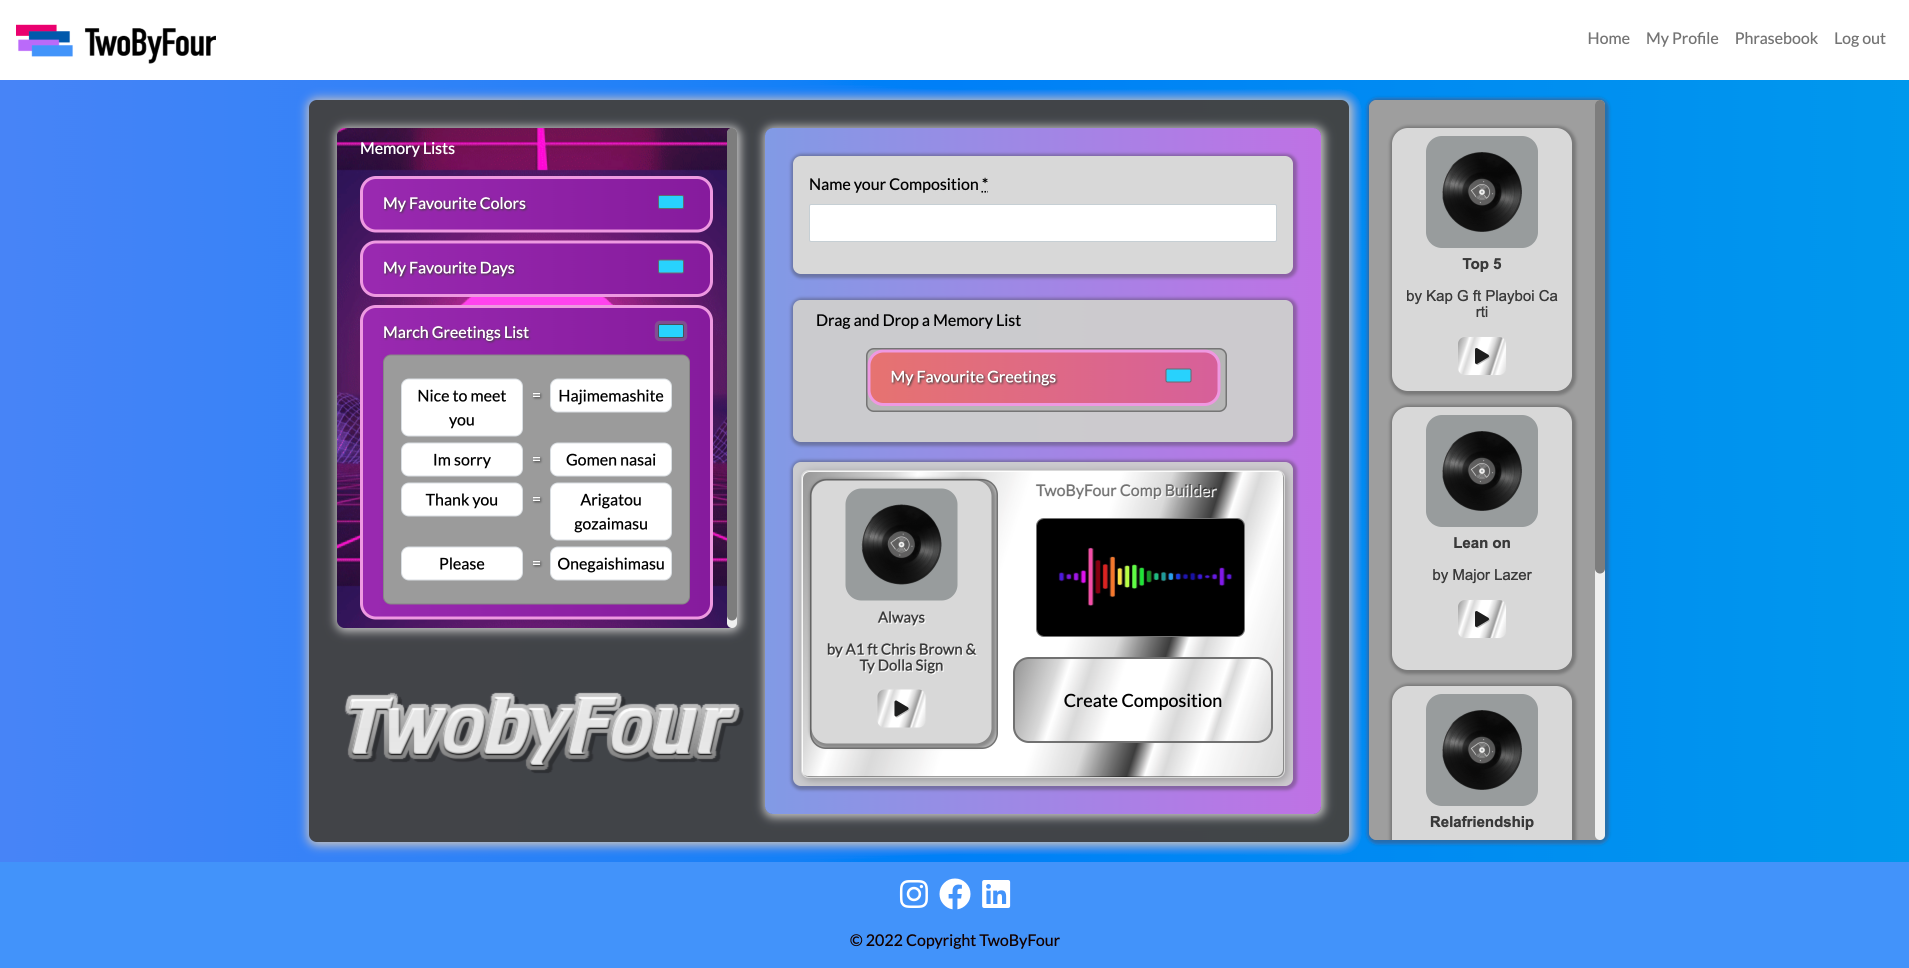 TwoByFour
Home
My Profile
Phrasebook
Log out
Memory Lists
My Favourite Colors
My Favourite Days
March Greetings List
Nice to meet
you
=
Hajimemashite
Im sorry
=
Gomen nasai
Thank you
=
Arigatou
gozaimasu
Please
=
Onegaishimasu
TwobyFour
Name your Composition *
Drag and Drop a Memory List
My Favourite Greetings
Always
by A1 ft Chris Brown &
Ty Dolla Sign
TwoByFour Comp Builder
Create Composition
Top 5
by Kap G ft Playboi Ca
rti
Lean on
by Major Lazer
Relafriendship
© 2022 Copyright TwoByFour